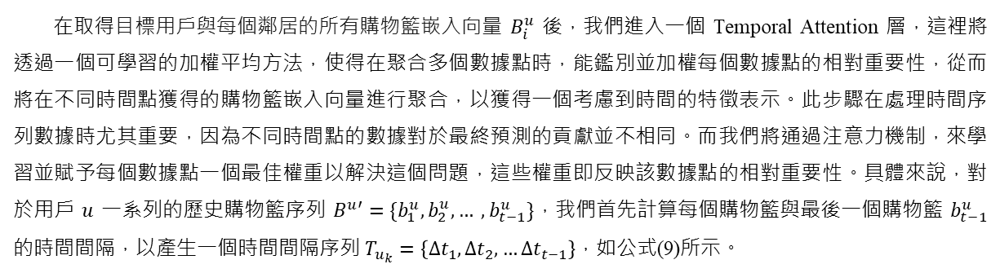 在取得目標用戶與每個鄰居的所有購物籃嵌入向量 $B_i^u$ 後，我們進入一個 Temporal Attention 層，這裡將
透過一個可學習的加權平均方法，使得在聚合多個數據點時，能鑑別並加權每個數據點的相對重要性，從而
將在不同時間點獲得的購物籃嵌入向量進行聚合，以獲得一個考慮到時間的特徵表示。此步驟在處理時間序
列數據時尤其重要，因為不同時間點的數據對於最終預測的貢獻並不相同。而我們將通過注意力機制，來學
習並賦予每個數據點一個最佳權重以解決這個問題，這些權重即反映該數據點的相對重要性。具體來說，對
於用戶 $u$ 一系列的歷史購物籃序列 $B^{u\prime} = \{b_1^u, b_2^u, \ldots, b_{t-1}^u\}$，我們首先計算每個購物籃與最後一個購物籃 $b_{t-1}^u$
的時間間隔，以產生一個時間間隔序列 $T_{u_k} = \{\Delta t_1, \Delta t_2, \ldots \Delta t_{t-1}\}$，如公式(9)所示。